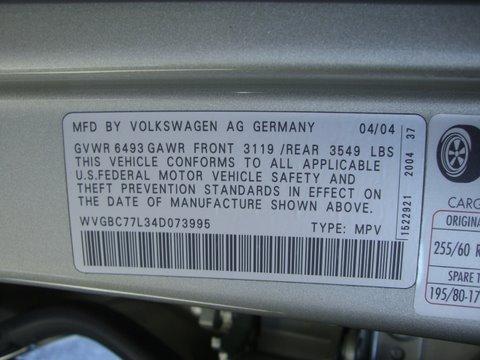 MFD BY VOLKSWAGEN AG GERMANY 04/04
GVWR 6493 GAWR FRONT 3119 /REAR 3549 LBS
THIS VEHICLE CONFORMS TO ALL APPLICABLE
U.S.FEDERAL MOTOR VEHICLE SAFETY AND
THEFT PREVENTION STANDARDS IN EFFECT ON
THE DATE OF MANUFACTURE SHOWN ABOVE.
WVGBC77L34D073995 TYPE: MPV
1522921 2004 37
CARG
ORIGINA
255/60 R
SPARE T
195/80-17